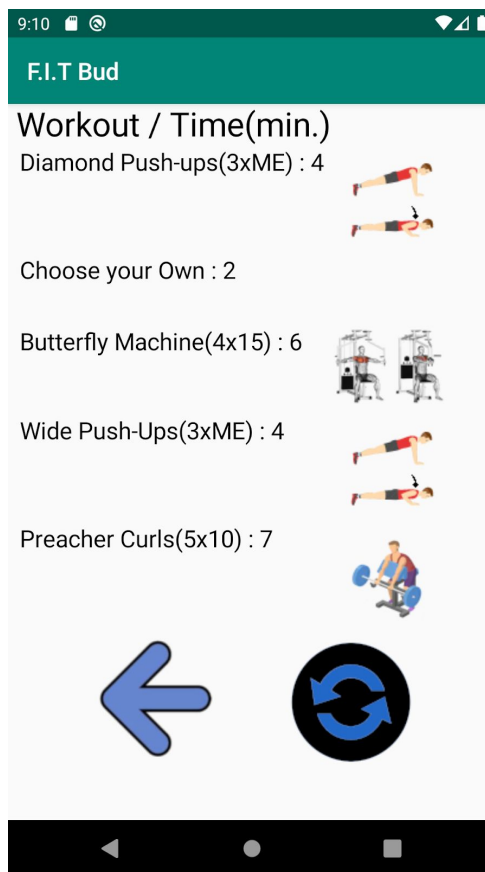 9:10
F.I.T Bud
Workout / Time(min.)
Diamond Push-ups(3xME) : 4
Choose your Own : 2
Butterfly Machine(4x15) : 6
Wide Push-Ups(3xME) : 4
Preacher Curls(5x10) : 7